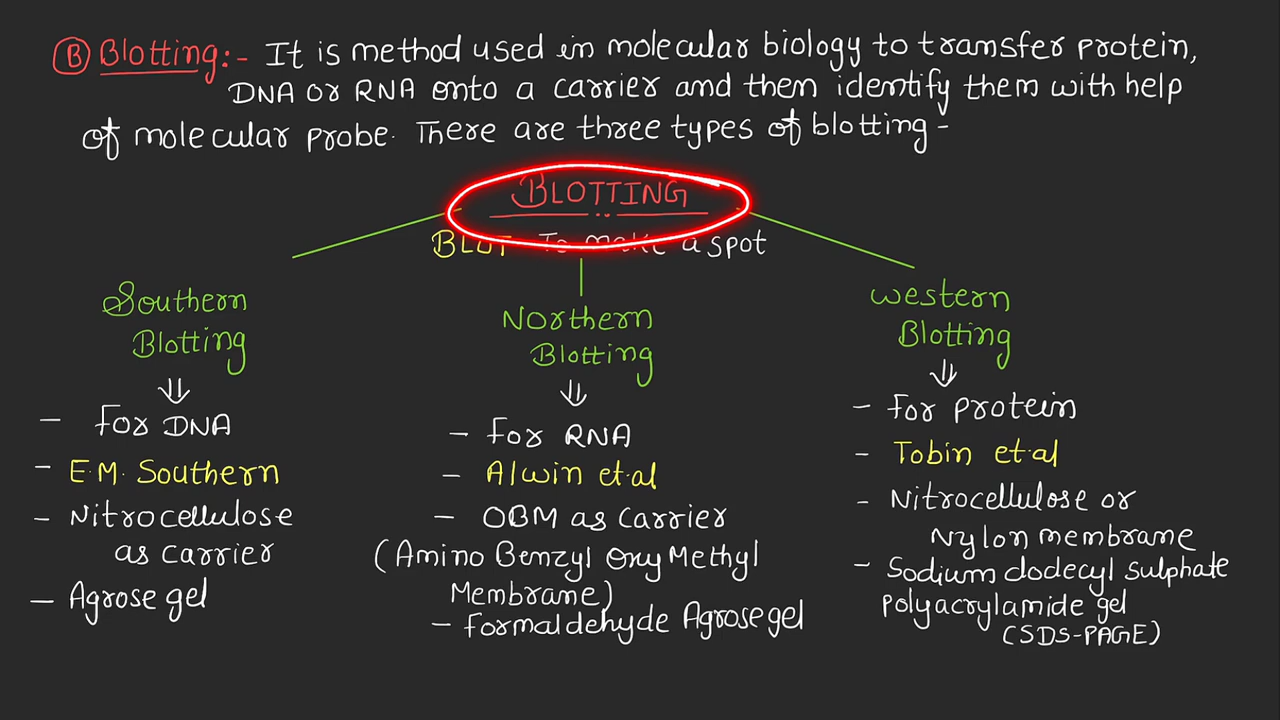 Ⓑ Blotting:- It is method used in molecular biology to transfer protein,
DNA or RNA onto a carrier and them identify them with help
of molecular probe. There are three types of blotting-
BLOTTING
BLOT To make a spot
Southern
Blotting
- For DNA
- E.M. Southern
- Nitrocellulose
as carrier
- Agrose gel
Northern
Blotting
- For RNA
- Alwin et.al
- OBM as carrier
(Amino Benzyl Oxy Methyl
Membrane)
- Formaldehyde Agrose gel
Western
Blotting
- For protein
- Tobin et.al
- Nitrocellulose or
Nylon membrane
- Sodium dodecyl sulphate
polyacrylamide gel
(SDS-PAGE)